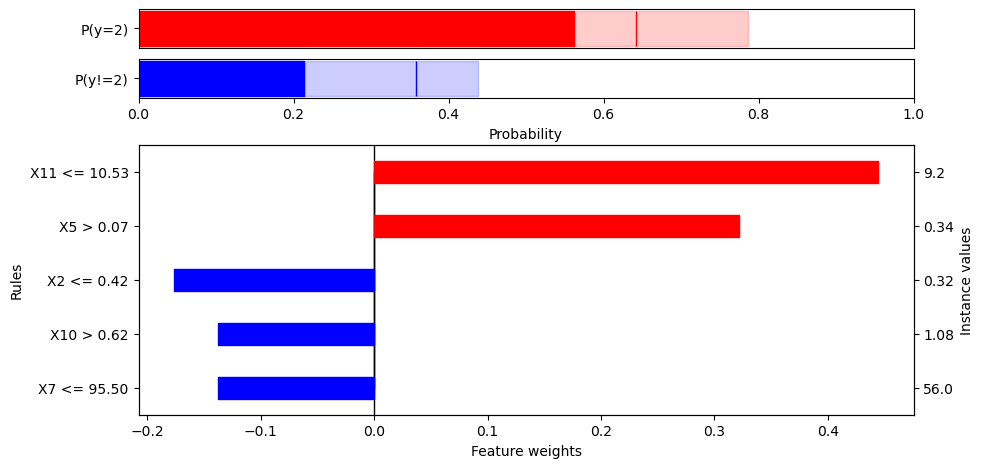 P(y=2)
P(y!=2)
0.0 0.2 0.4 0.6 0.8 1.0
Probability
X11 <= 10.53 9.2
X5 > 0.07 0.34
X2 <= 0.42 0.32
X10 > 0.62 1.08
X7 <= 95.50 56.0
Rules
Instance values
−0.2 −0.1 0.0 0.1 0.2 0.3 0.4
Feature weights